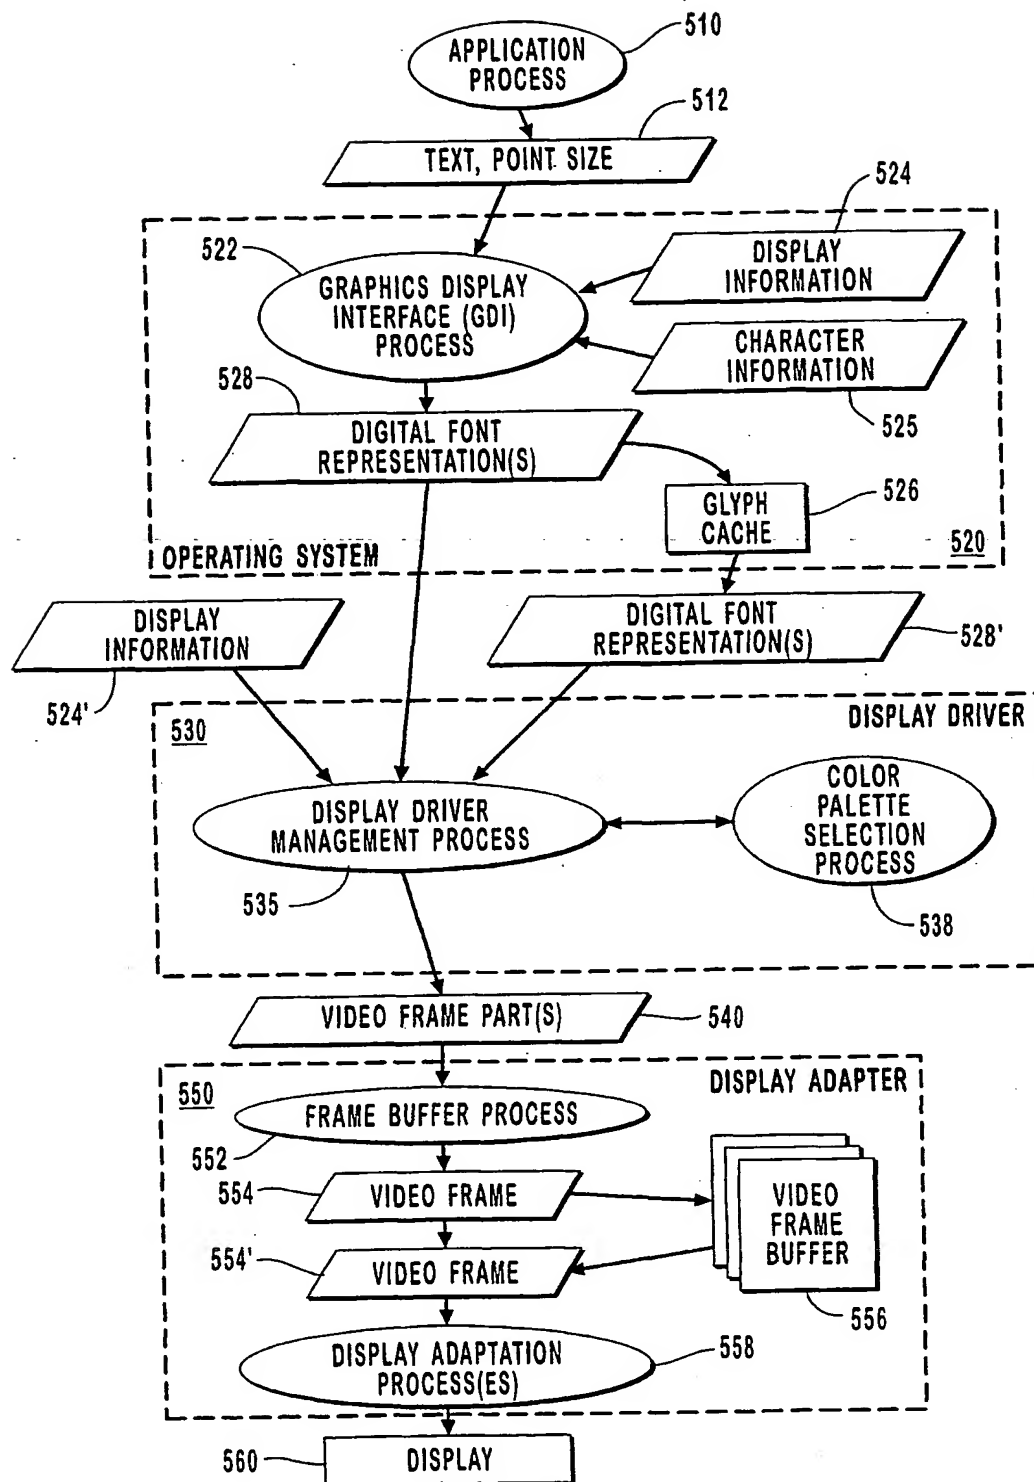 510
APPLICATION
PROCESS
512
TEXT, POINT SIZE
524
522
DISPLAY
INFORMATION
GRAPHICS DISPLAY
INTERFACE (GDI)
PROCESS
CHARACTER
INFORMATION
528
525
DIGITAL FONT
REPRESENTATION(S)
526
GLYPH
CACHE
OPERATING SYSTEM
520
DISPLAY
INFORMATION
DIGITAL FONT
REPRESENTATION(S)
528'
524'
530
DISPLAY DRIVER
COLOR
PALETTE
SELECTION
PROCESS
DISPLAY DRIVER
MANAGEMENT PROCESS
535
538
VIDEO FRAME PART(S)
540
550
DISPLAY ADAPTER
FRAME BUFFER PROCESS
552
554
VIDEO FRAME
VIDEO
FRAME
BUFFER
554'
VIDEO FRAME
556
558
DISPLAY ADAPTATION
PROCESS(ES)
560
DISPLAY